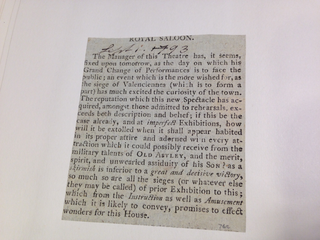 ROYAL SALOON.
Sept 1. 1793
The Manager of this Theatre has, it seems,
fixed upon tomorrow, as the day on which his
Grand Change of Performances is to face the
public; an event which is the more wished for, as
the siege of Valenciennes (which is to form a
part) has much excited the curiosity of the town.
The reputation which this new Spectacle has ac-
quired, amongst those admitted to rehearsals, ex-
ceeds both description and belief; if this be the
case already, and at imperfect Exhibitions, how
will it be extolled when it shall appear habited
in its proper attire and adorned with every at-
traction which it could possibly receive from the
military talents of OLD ASTLEY, and the merit,
spirit, and unwearied assiduity of his SON? as a
skirmish is inferior to a great and decisive victory,
so much so are all the sieges (or whatever else
they may be called) of prior Exhibition to this;
which from the Instruction as well as Amusement
which it is likely to convey, promises to effect
wonders for this House.